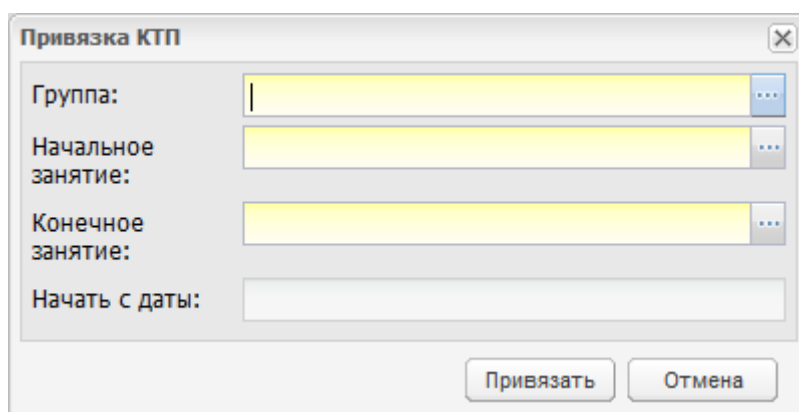 Привязка КТП
Группа:
Начальное
занятие:
Конечное
занятие:
Начать с даты:
Привязать
Отмена